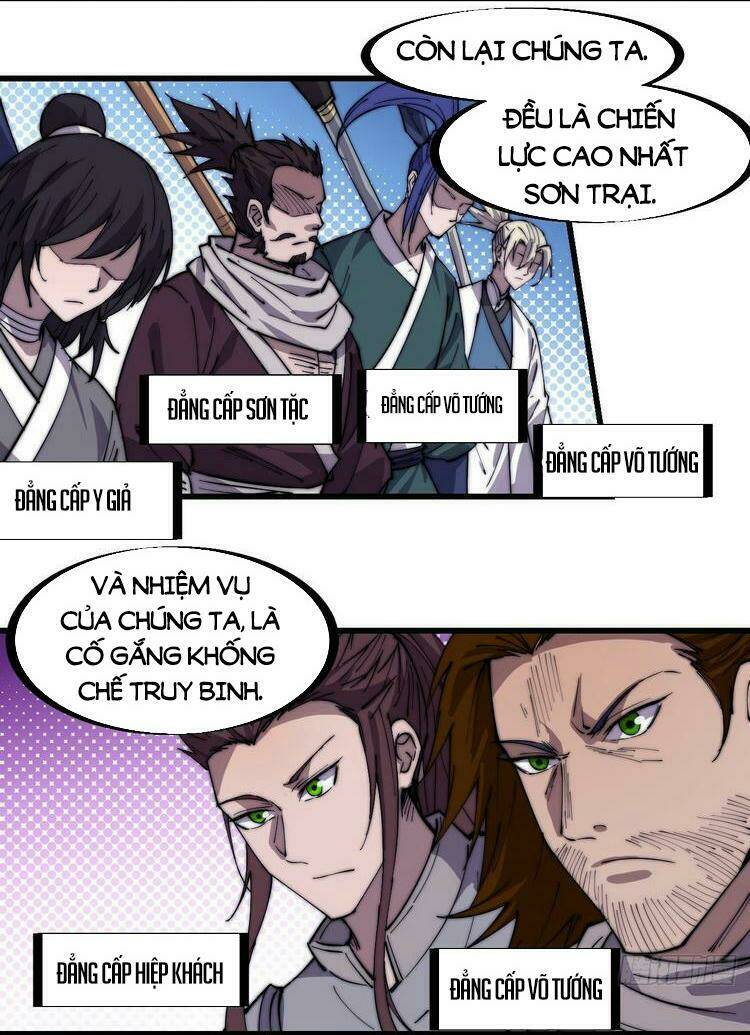 CÒN LẠI CHÚNG TA.
ĐỀU LÀ CHIẾN
LỰC CAO NHẤT
SƠN TRẠI.
ĐẲNG CẤP SƠN TẶC
ĐẲNG CẤP VÕ TƯỚNG
ĐẲNG CẤP VÕ TƯỚNG
ĐẲNG CẤP Y GIẢ
VÀ NHIỆM VỤ
CỦA CHÚNG TA, LÀ
CỐ GẮNG KHỐNG
CHẾ TRUY BINH.
ĐẲNG CẤP HIỆP KHÁCH
ĐẲNG CẤP VÕ TƯỚNG